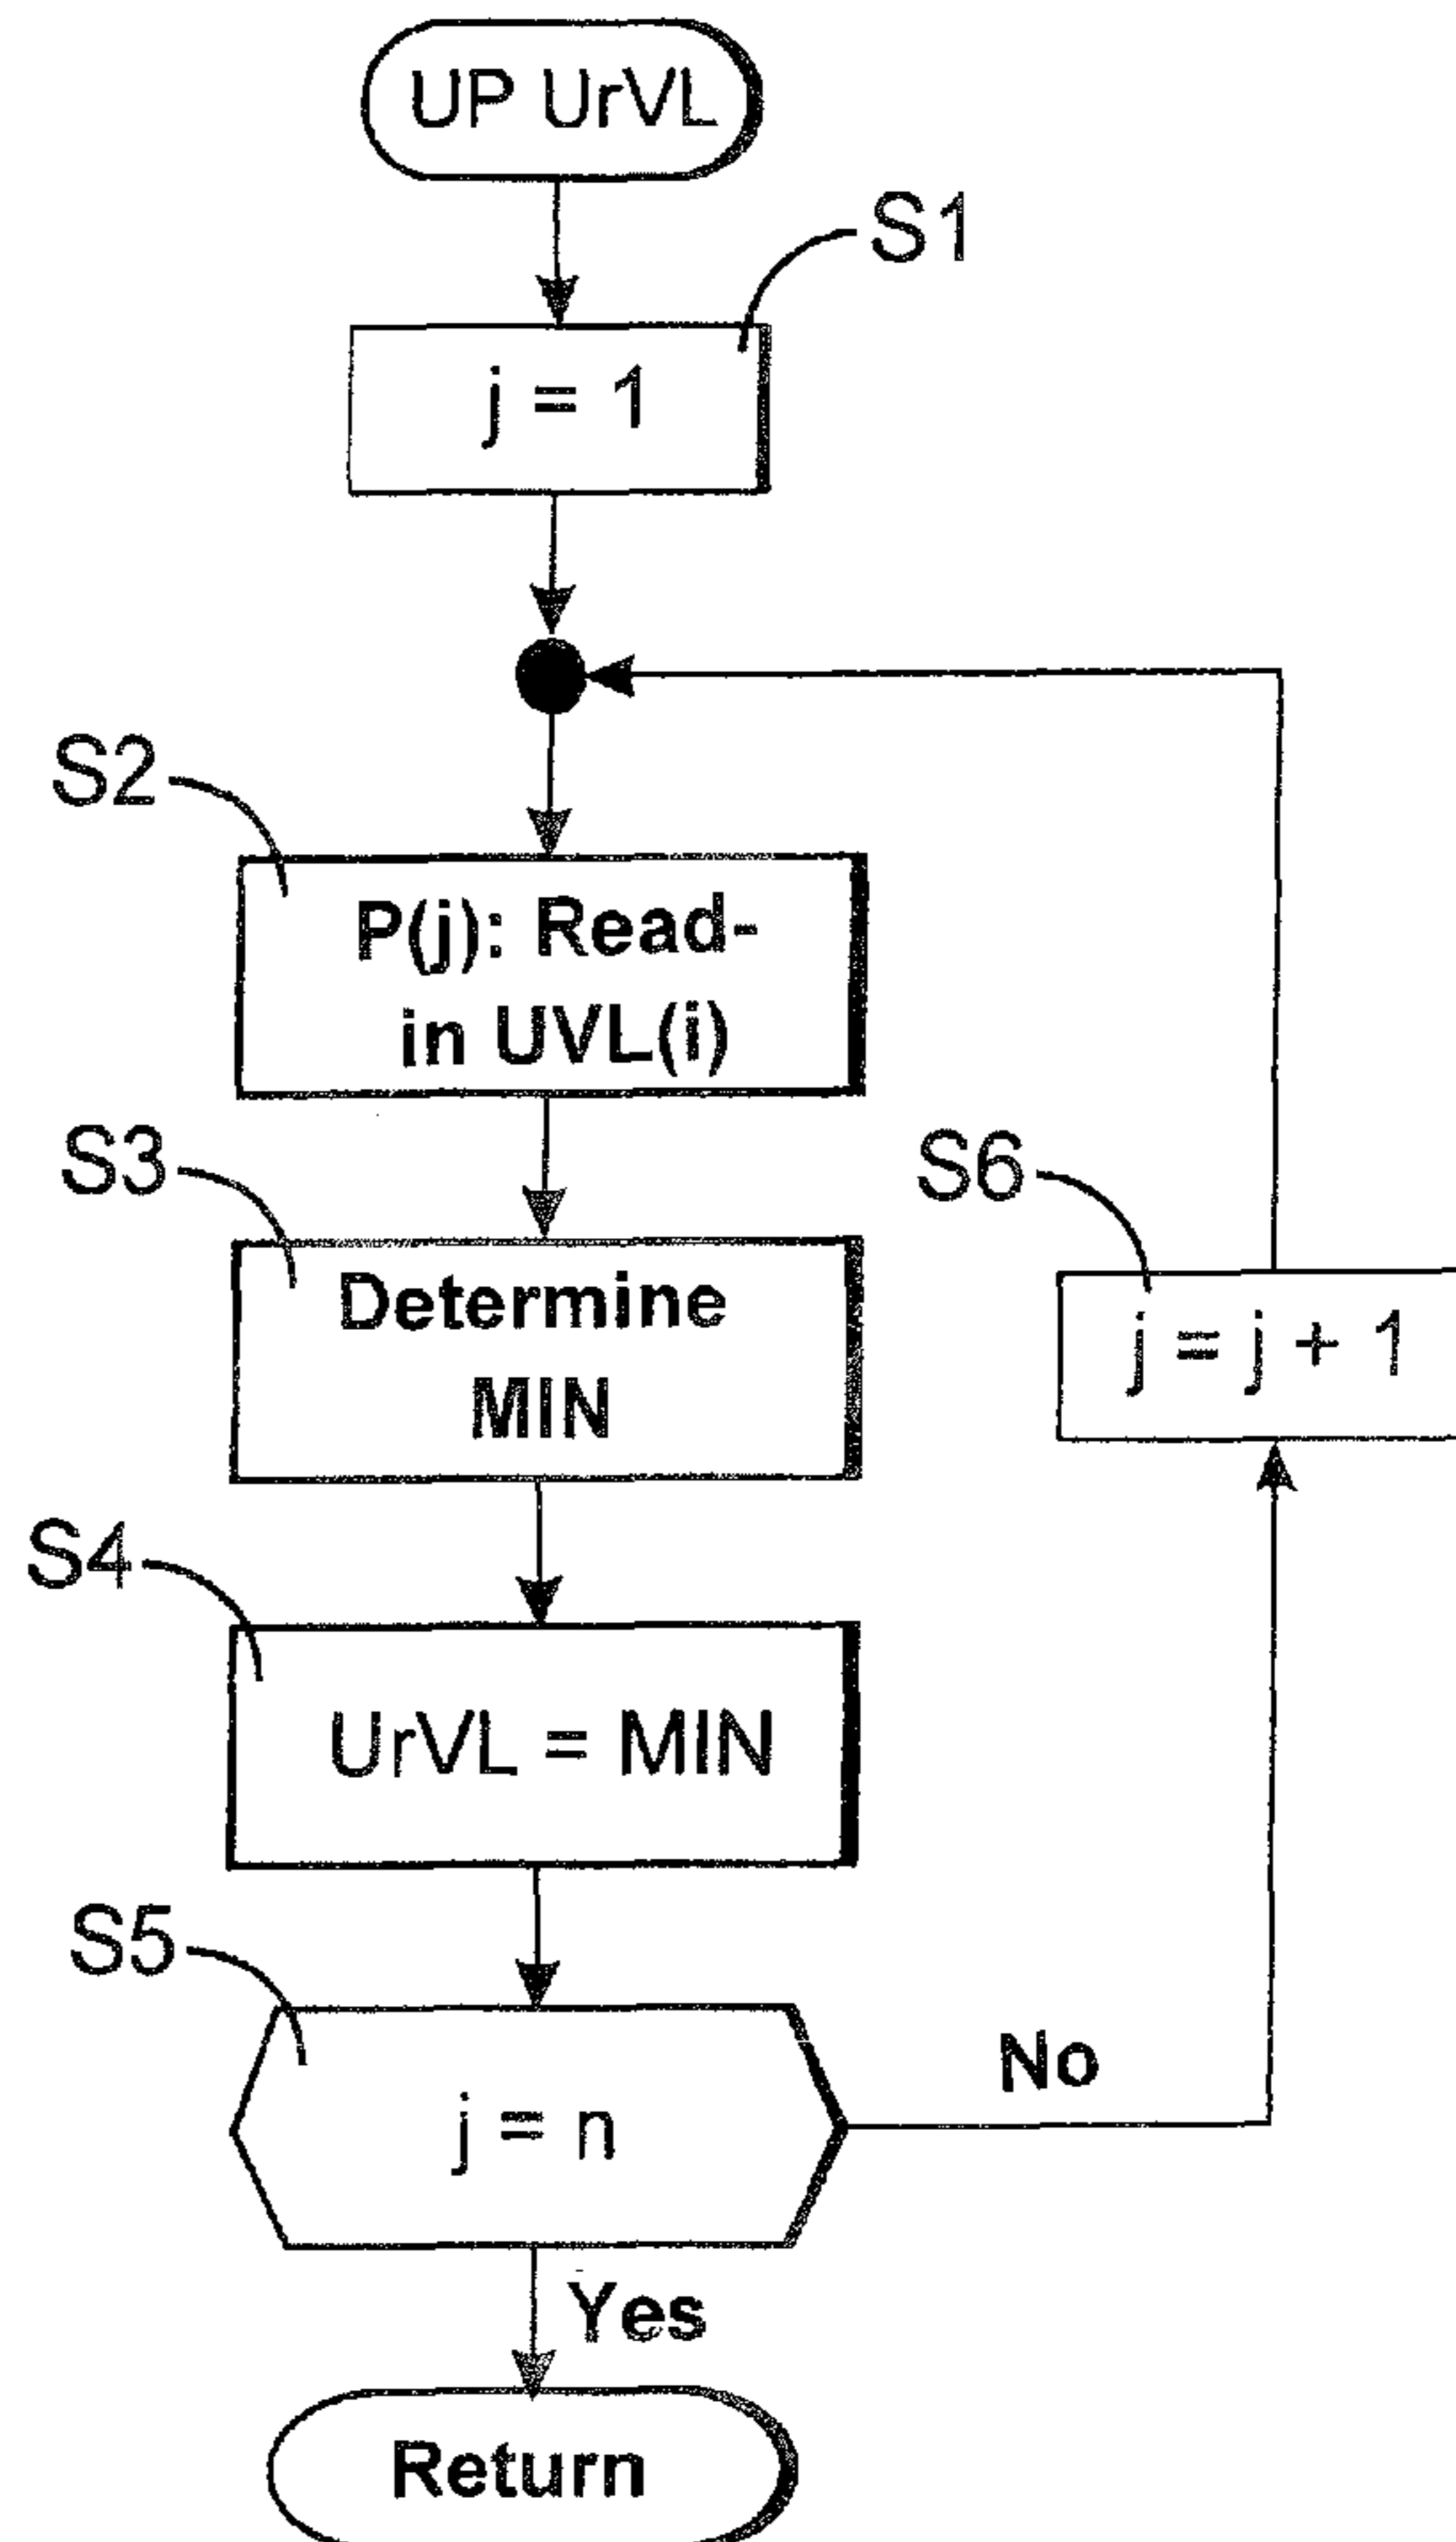 UP UrVL
S1
j = 1
S2
P(j): Read-
in UVL(i)
S3
Determine
MIN
S6
j = j + 1
S4
UrVL = MIN
S5
j = n
No
Yes
Return